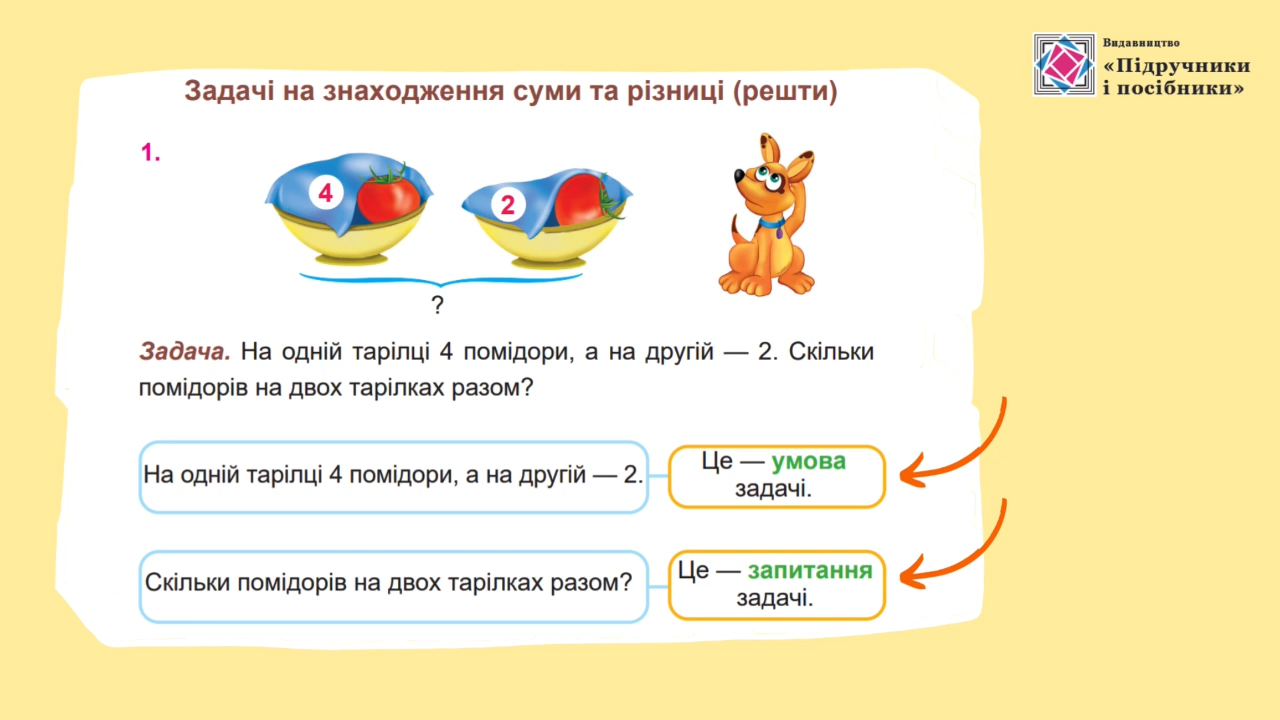 Видавництво
«Підручники
і посібники»
Задачі на знаходження суми та різниці (решти)
1.
4
2
?
Задача. На одній тарілці 4 помідори, а на другій — 2. Скільки
помідорів на двох тарілках разом?
На одній тарілці 4 помідори, а на другій — 2.
Це — умова
задачі.
Скільки помідорів на двох тарілках разом?
Це — запитання
задачі.